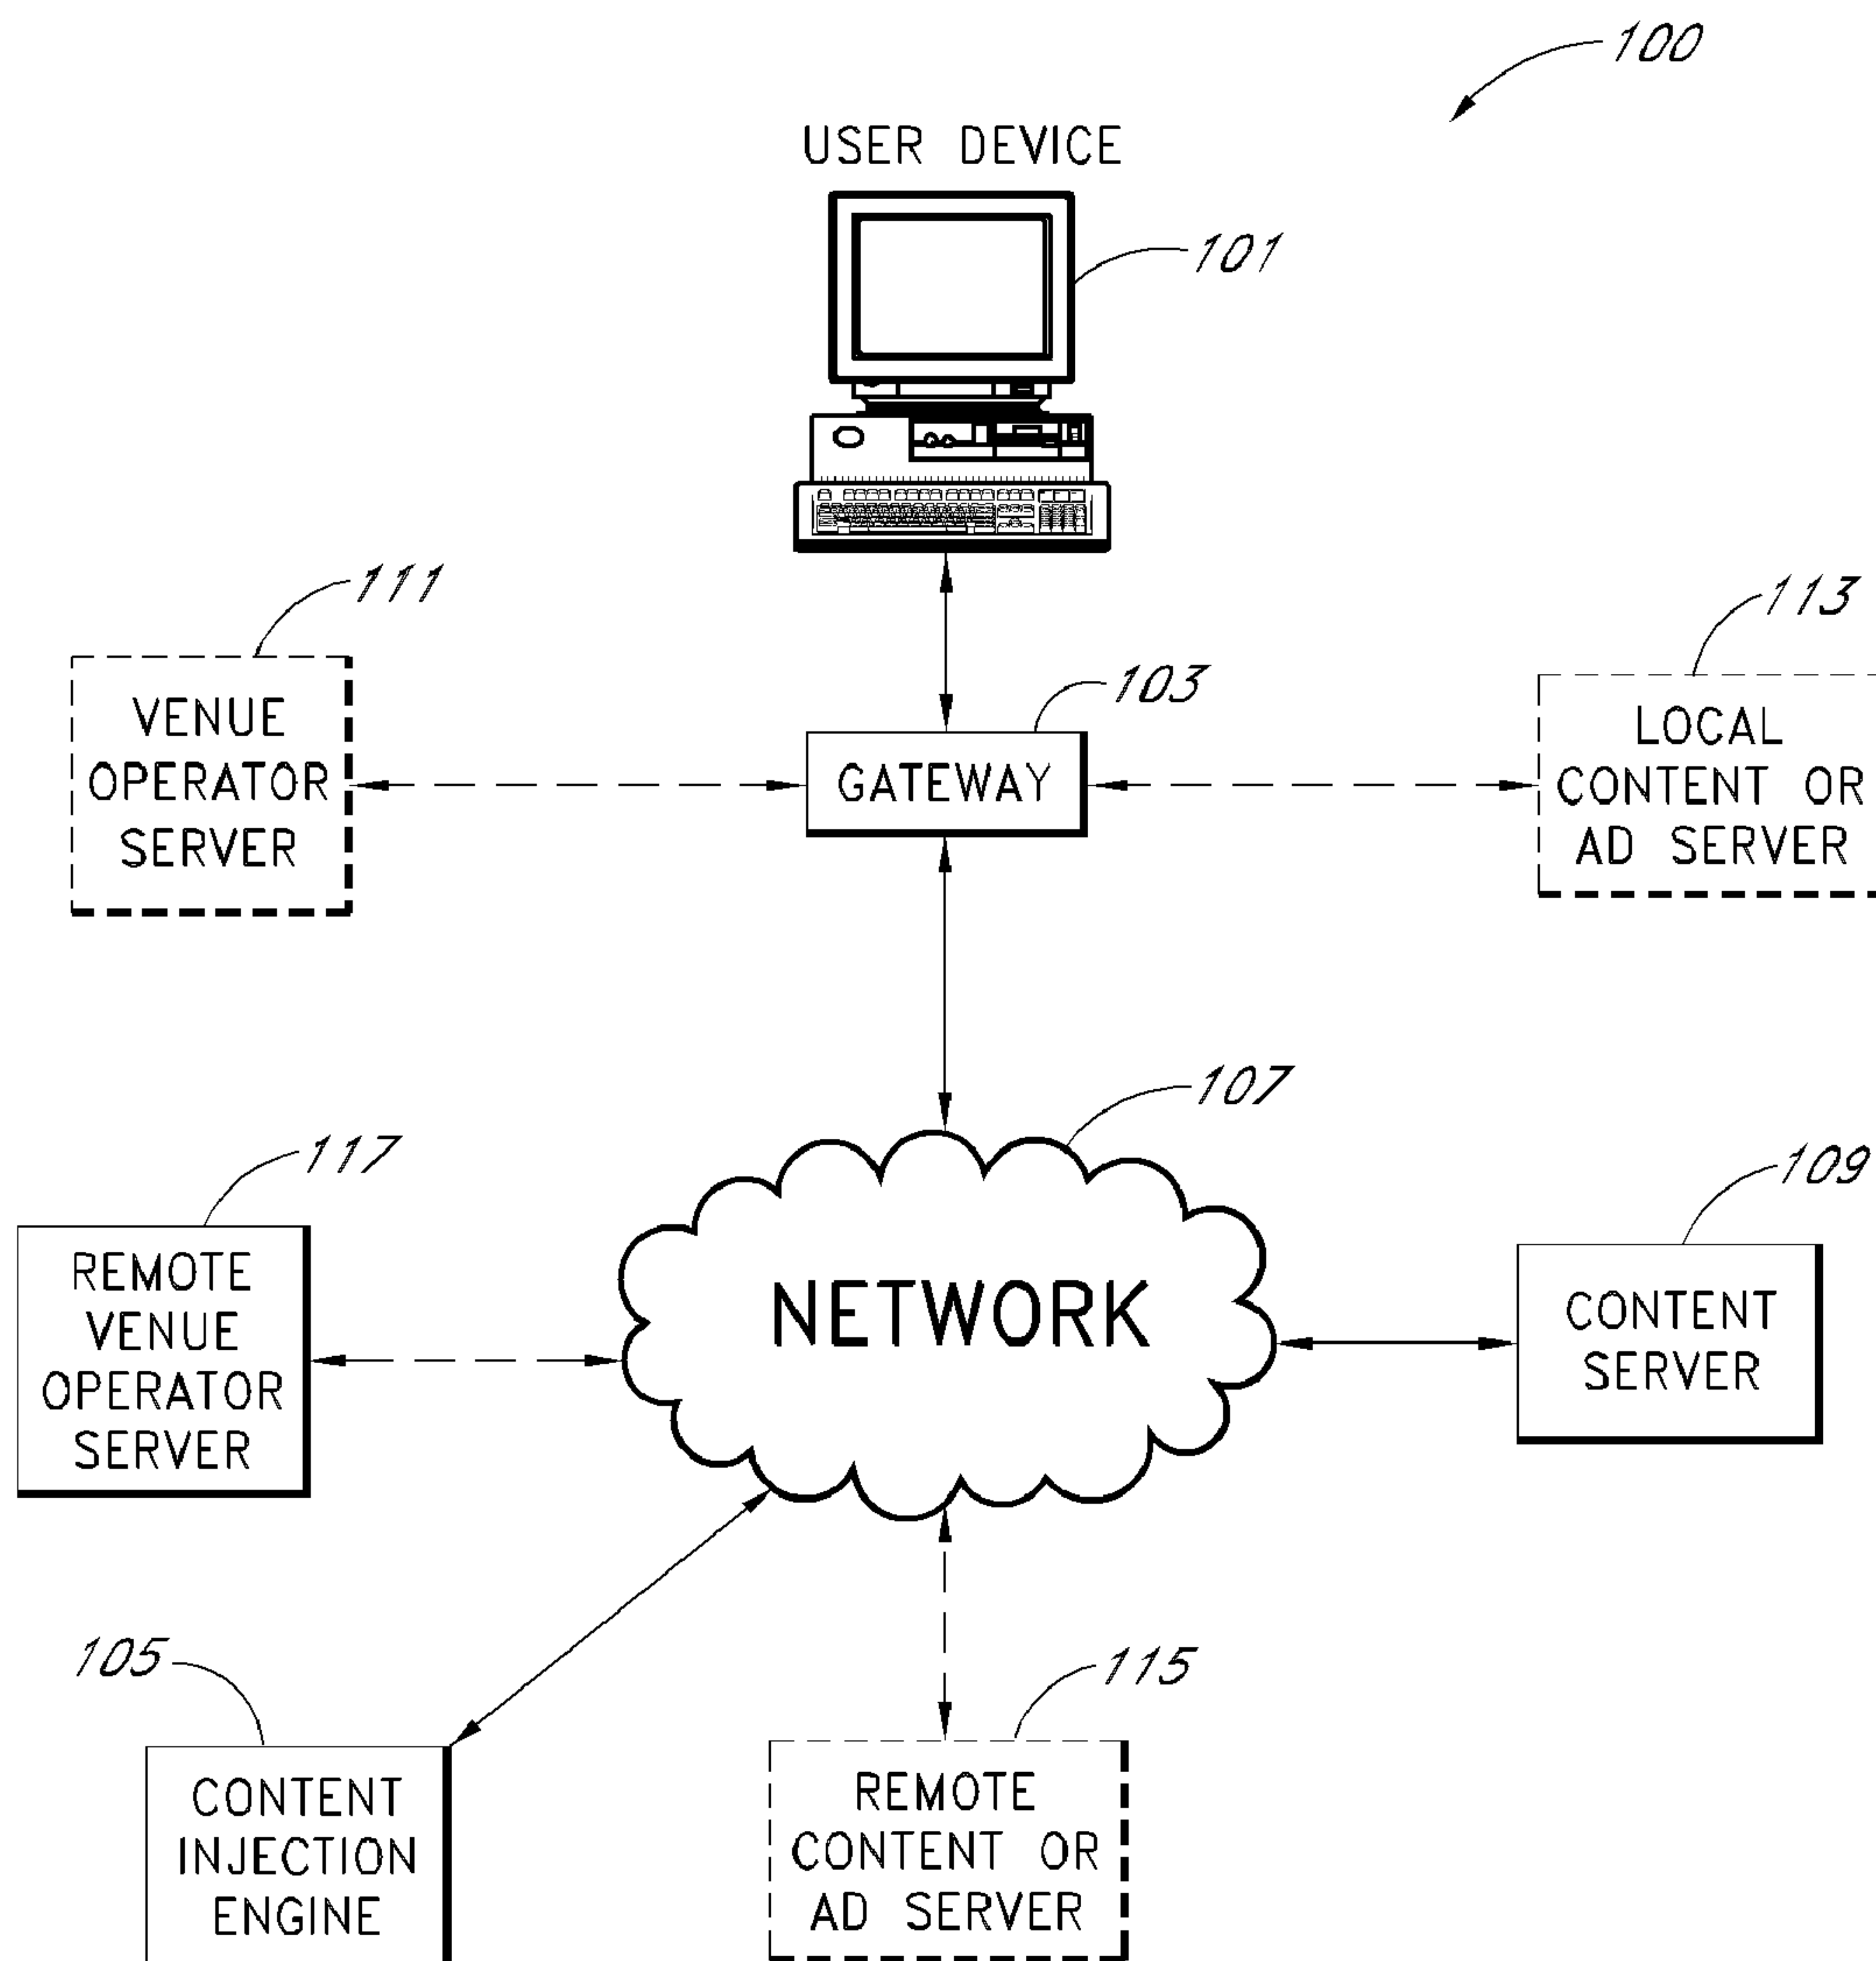 100
USER DEVICE
101
111
113
103
VENUE
OPERATOR
SERVER
GATEWAY
LOCAL
CONTENT OR
AD SERVER
107
117
109
REMOTE
VENUE
OPERATOR
SERVER
NETWORK
CONTENT
SERVER
105
115
CONTENT
INJECTION
ENGINE
REMOTE
CONTENT OR
AD SERVER